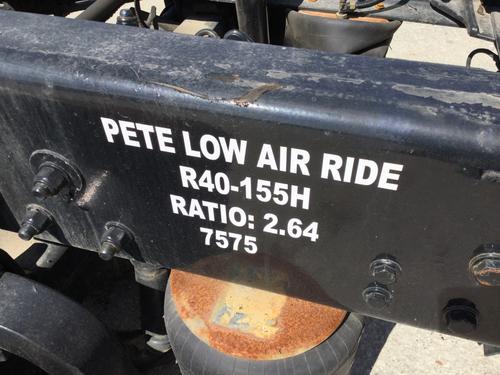 PETE LOW AIR RIDE
R40-155H
RATIO: 2.64
7575